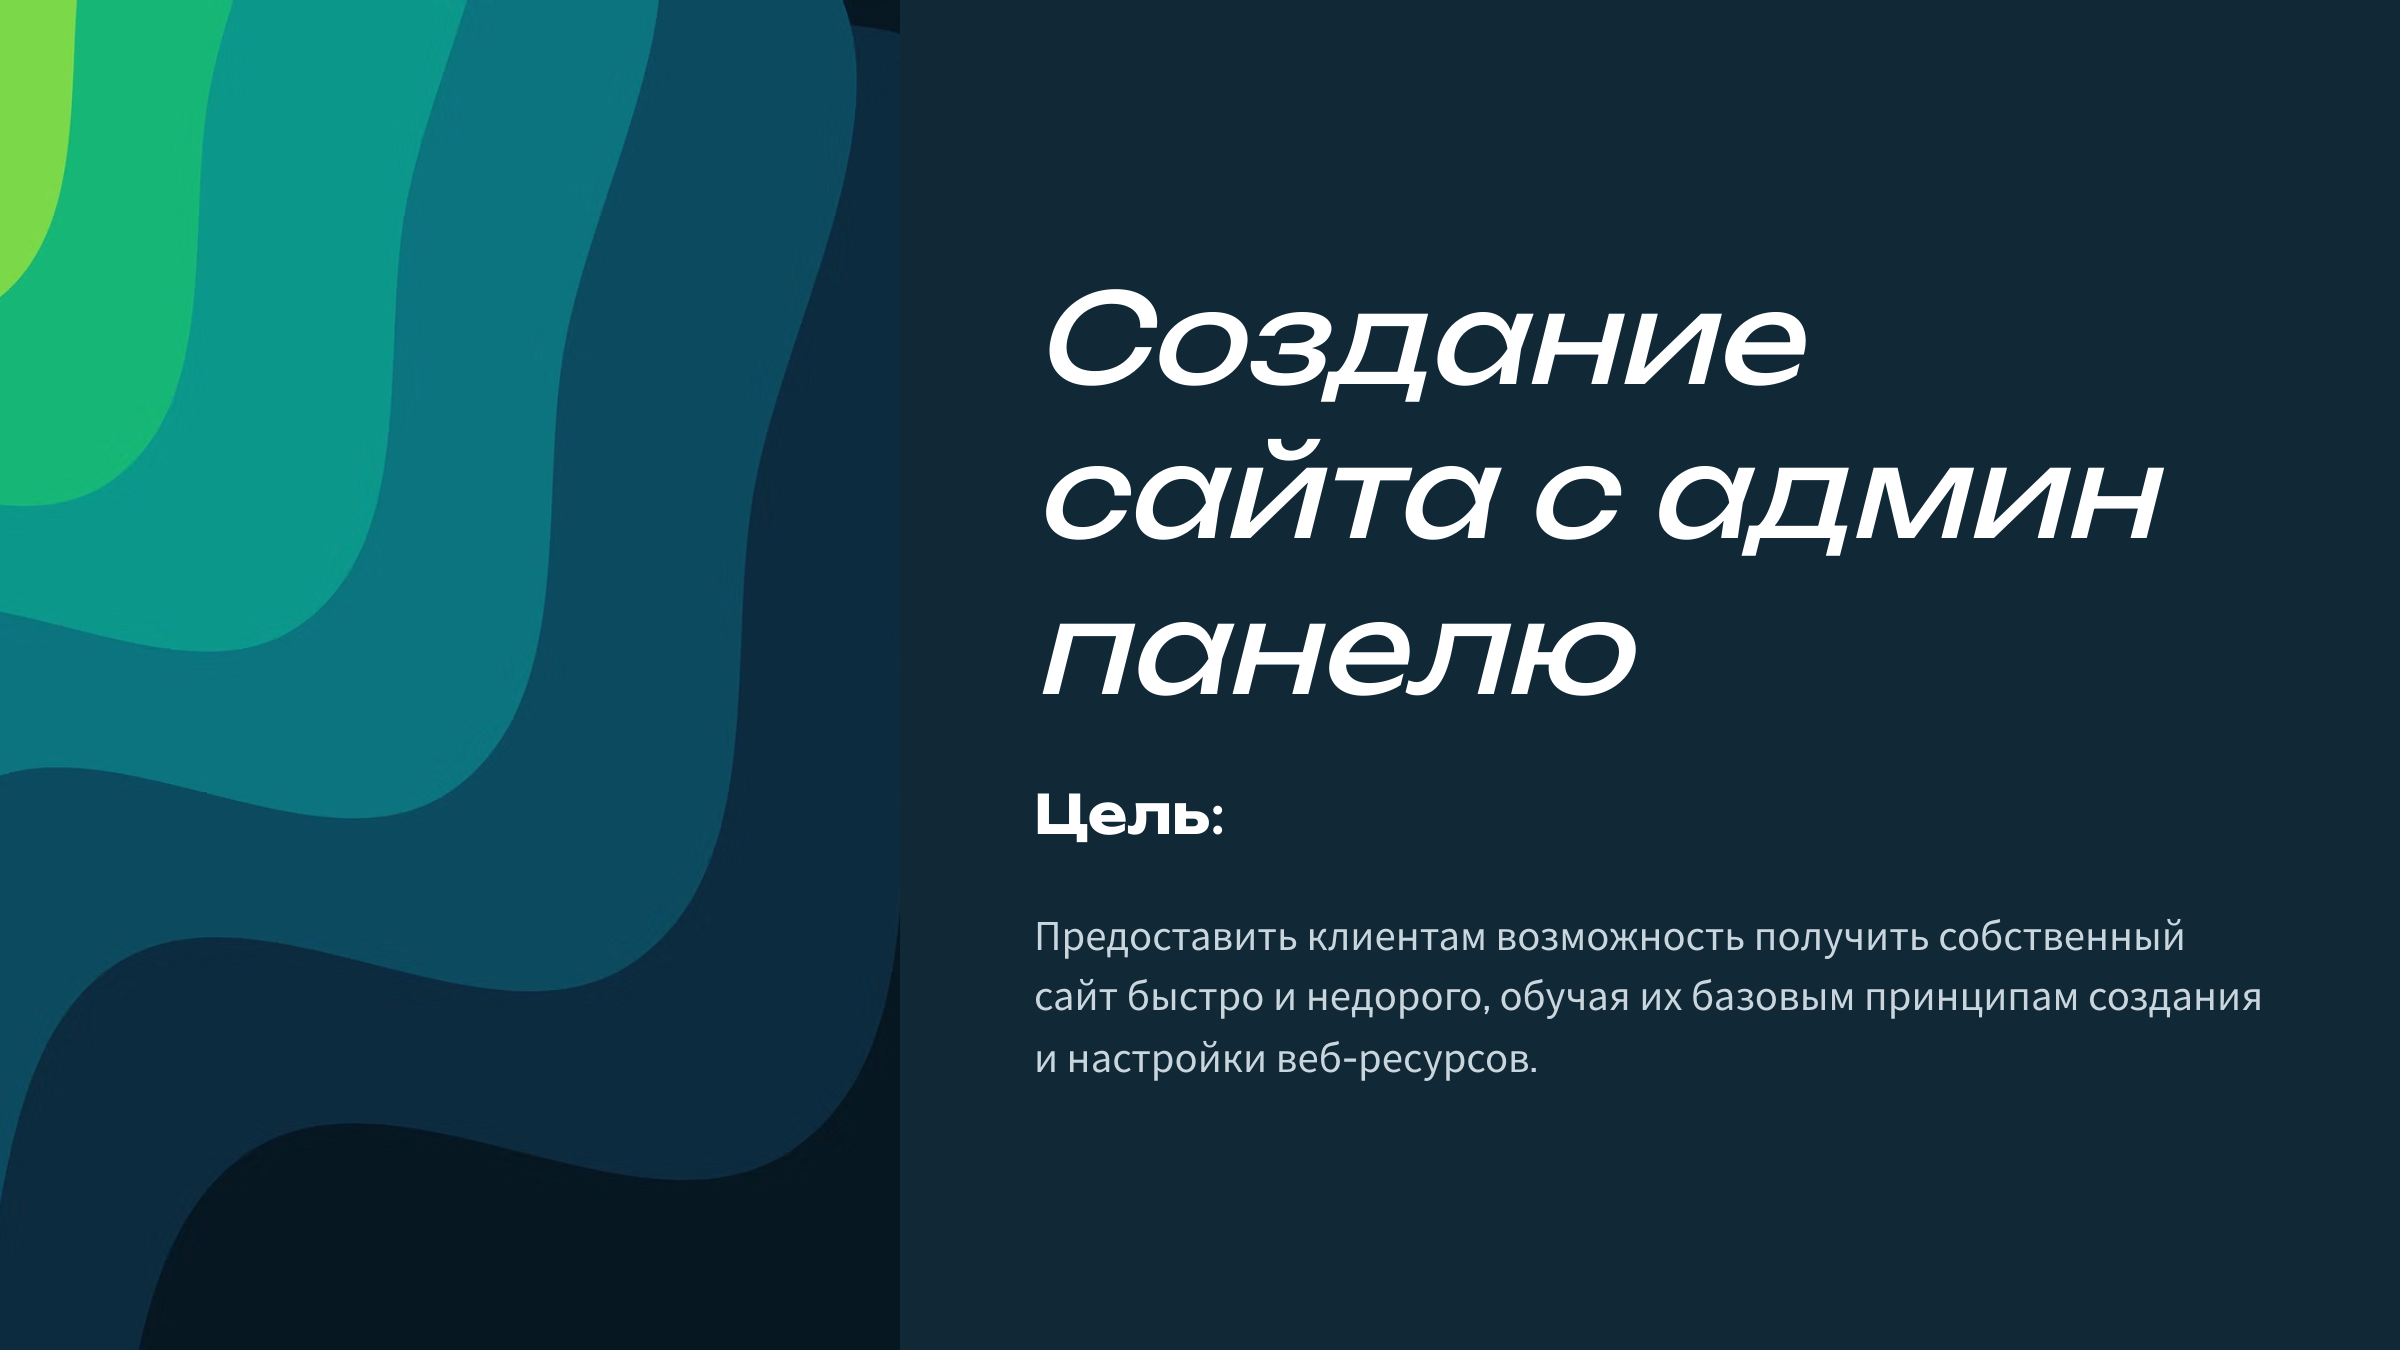 Создание
сайта с админ
панелю
Цель:
Предоставить клиентам возможность получить собственный
сайт быстро и недорого, обучая их базовым принципам создания
и настройки веб-ресурсов.